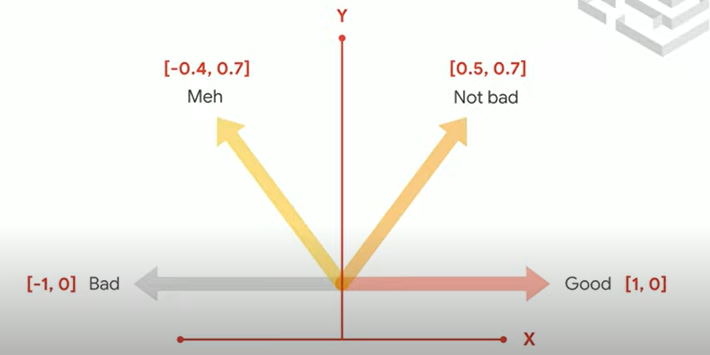 Y
[-0.4, 0.7]
Meh
[0.5, 0.7]
Not bad
[-1, 0] Bad
Good [1, 0]
X